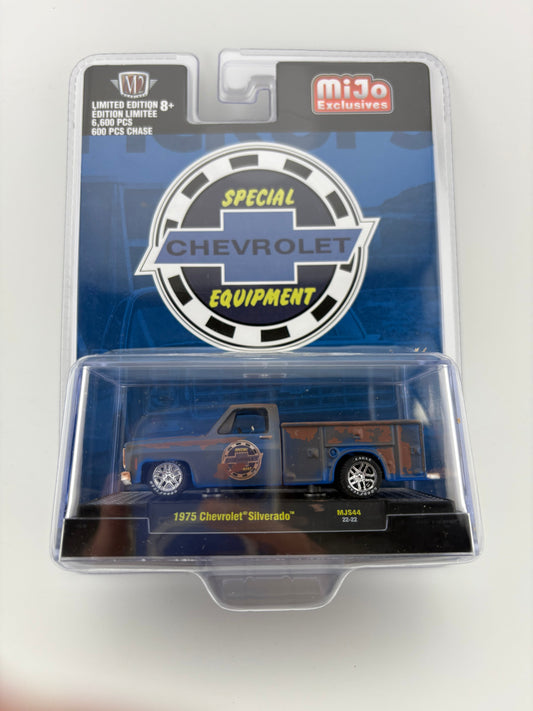 M2
MiJo
Exclusives
LIMITED EDITION 8+
ÉDITION LIMITÉE
6,600 PCS
600 PCS CHASE
SPECIAL
CHEVROLET
EQUIPMENT
1975 Chevrolet® Silverado™
MJS44
22-22